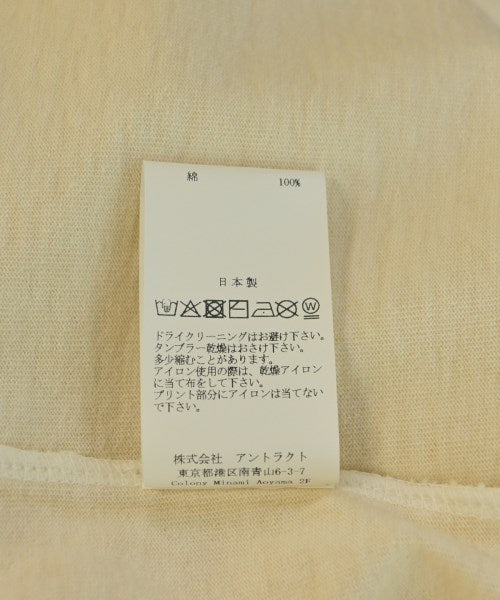 綿 100%
日本製
W
ドライクリーニングはお避け下さい。
タンブラー乾燥はおさけ下さい。
多少縮むことがあります。
アイロン使用の際は、乾燥アイロン
に当て布をして下さい。
プリント部分にアイロンは当てない
で下さい。
株式会社 アントラクト
東京都港区南青山6-3-7
Colony Minami Aoyama 2F